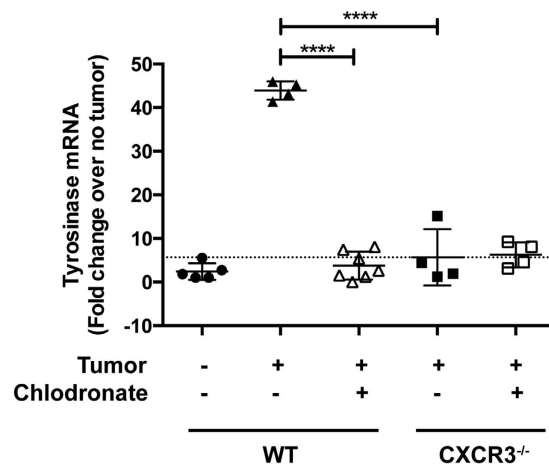 ****
****
Tyrosinase mRNA
(Fold change over no tumor)
50
40
30
20
10
0
-10
Tumor - + + + +
Chlodronate - - + - +
WT CXCR3-/-